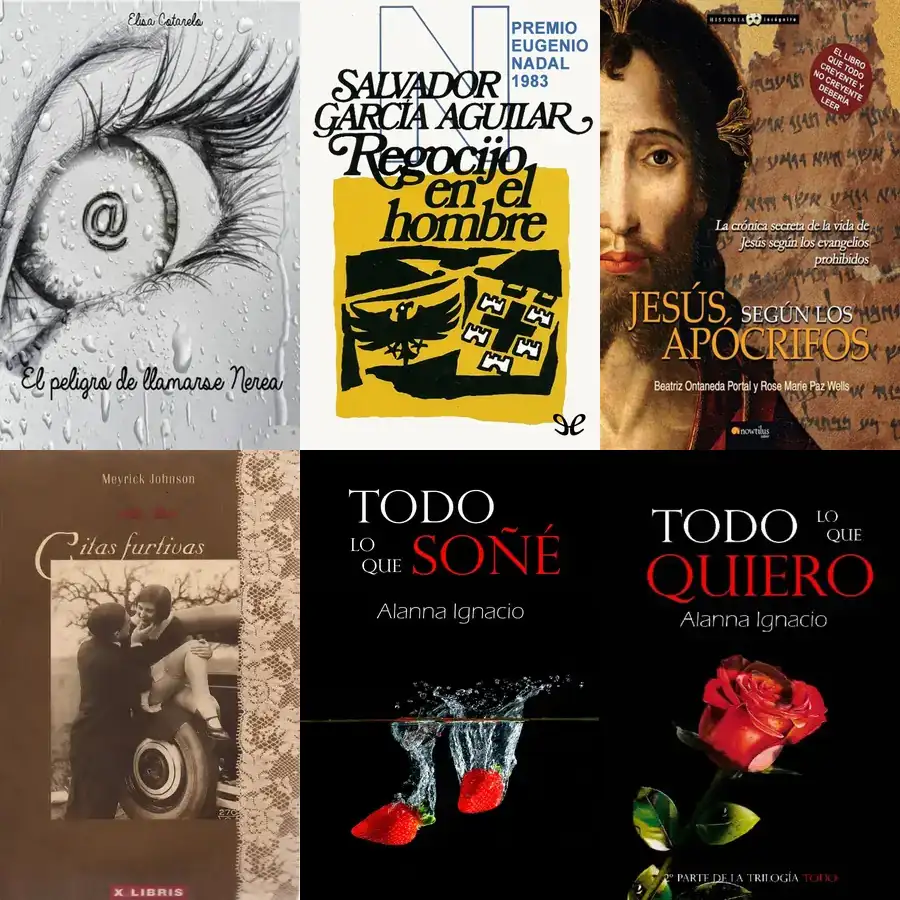 Elisa Cotarelo
@
El peligro de llamarse Nerea
N
PREMIO
EUGENIO
NADAL
1983
SALVADOR
GARCÍA AGUILAR
Regocijo
en el
hombre
HISTORIA incógnita
EL LIBRO
QUE TODO
CREYENTE Y
NO CREYENTE
DEBERÍA
LEER
La crónica secreta de la vida de
Jesús según los evangelios
prohibidos
JESÚS, SEGÚN LOS
APÓCRIFOS
Beatriz Ontaneda Portal y Rose Marie Paz Wells
nowtilus
Meyrick Johnson
Citas furtivas
X LIBRIS
TODO
LO
QUE SOÑÉ
Alanna Ignacio
TODO LO
QUE
QUIERO
Alanna Ignacio
2º PARTE DE LA TRILOGÍA TODO